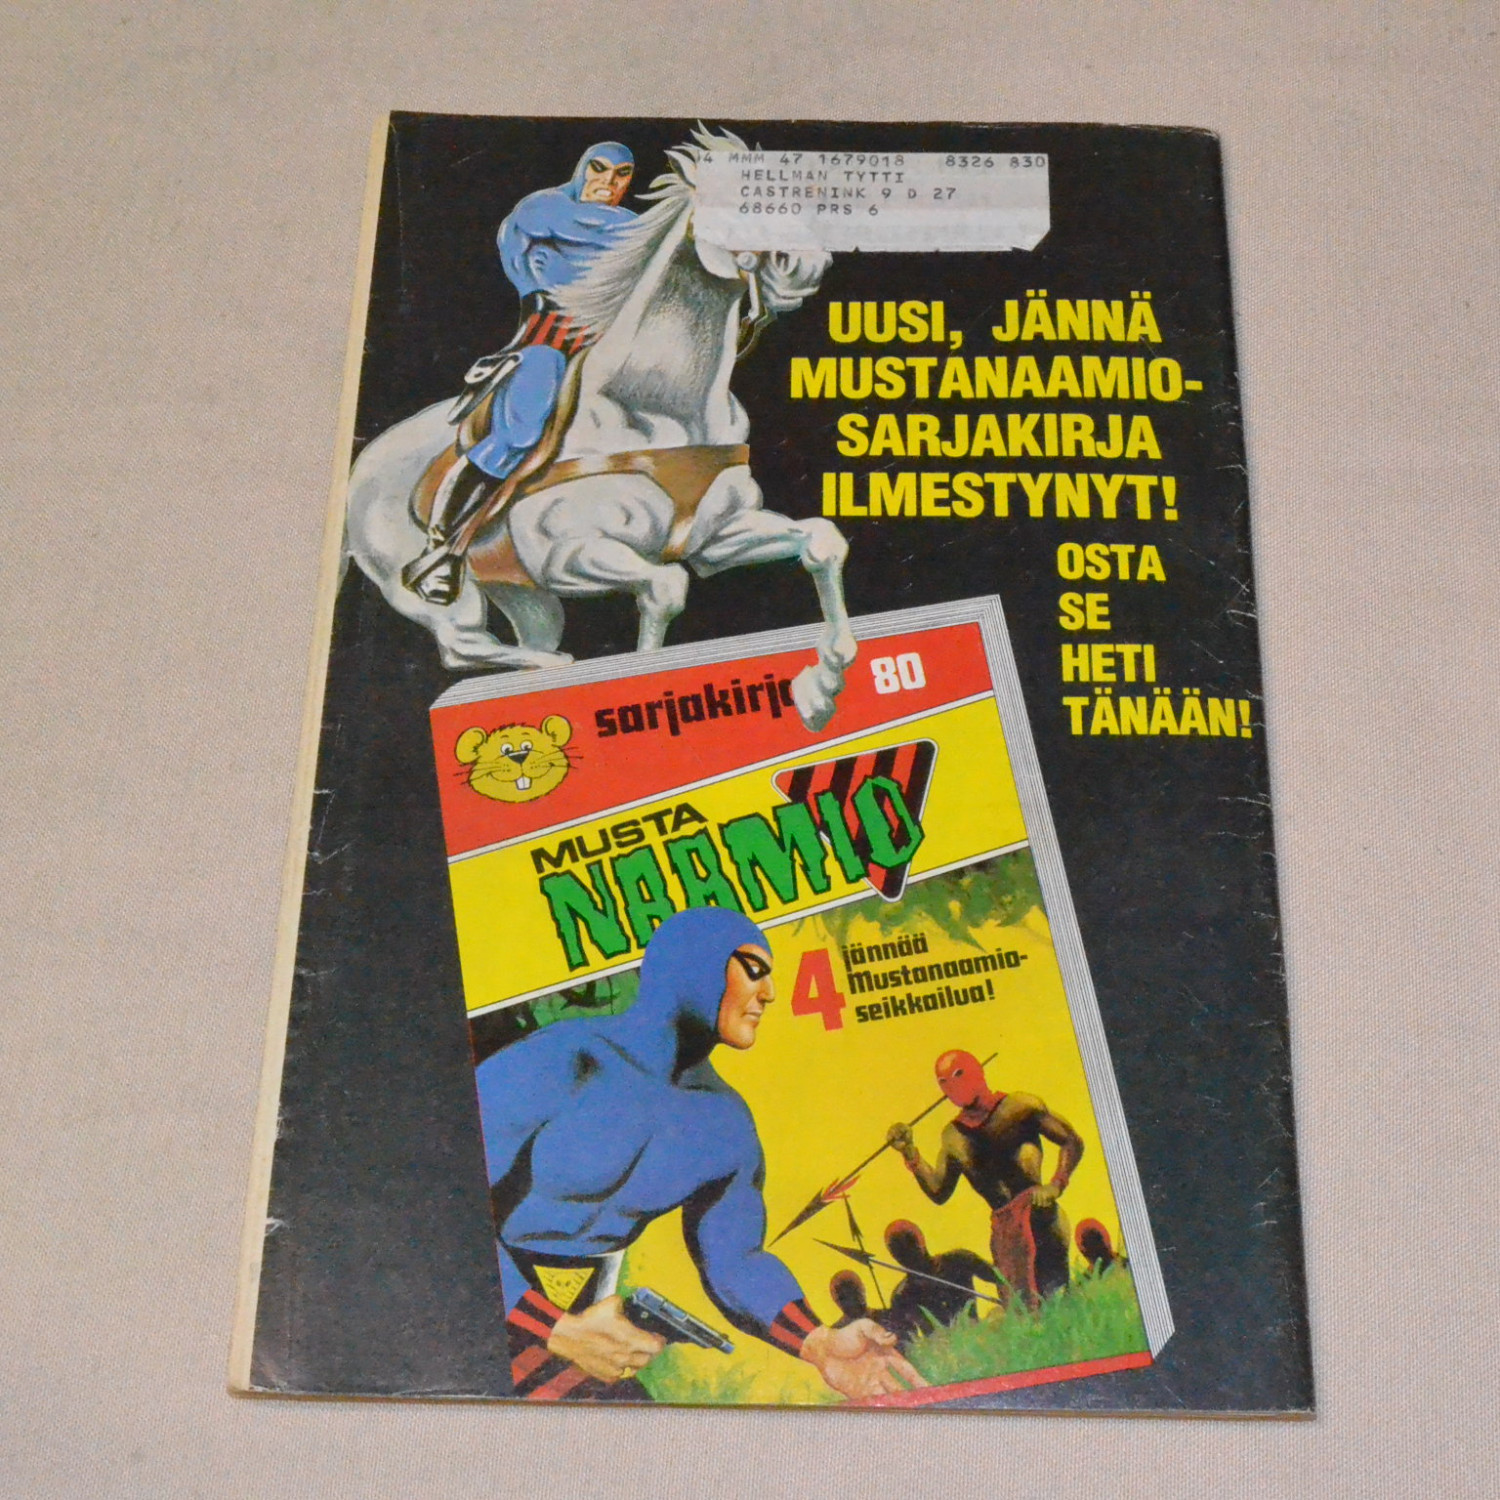 4 MMM 47 1679018 8326 830
HELLMAN TYTTI
CASTRENINK 9 D 27
68660 PRS 6
UUSI, JÄNNÄ
MUSTANAAMIO-
SARJAKIRJA
ILMESTYNYT!
OSTA
SE
HETI
TÄNÄÄN!
sarjakirja 80
MUSTA
NAAMIO
4 jännää
Mustanaamio-
seikkailua!